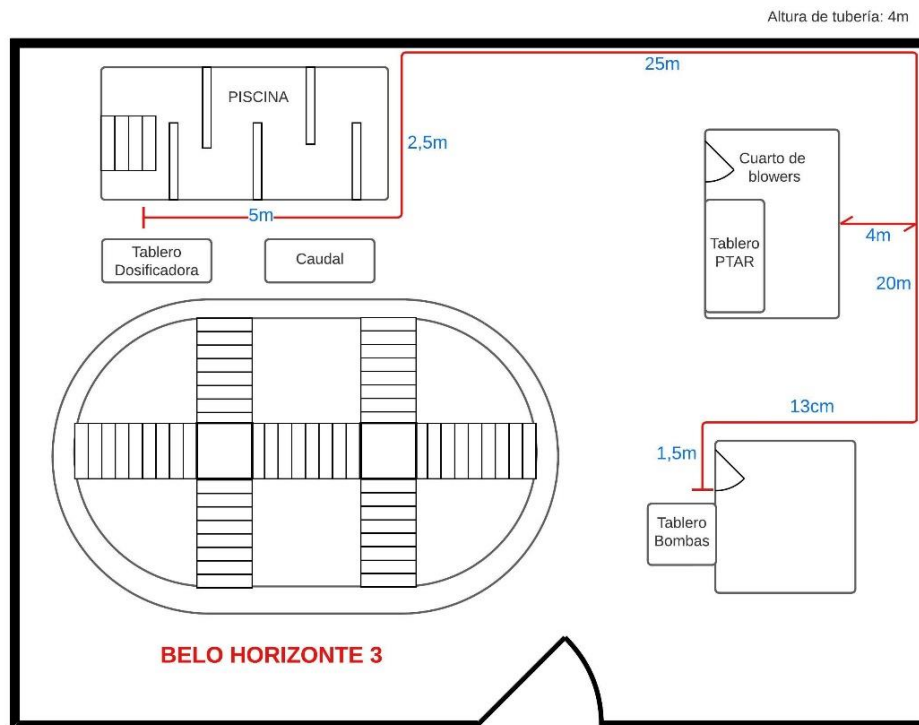 Altura de tubería: 4m
25m
PISCINA
2,5m
Cuarto de
blowers
5m
4m
Tablero
Dosificadora
Caudal
Tablero
PTAR
20m
13cm
1,5m
Tablero
Bombas
BELO HORIZONTE 3